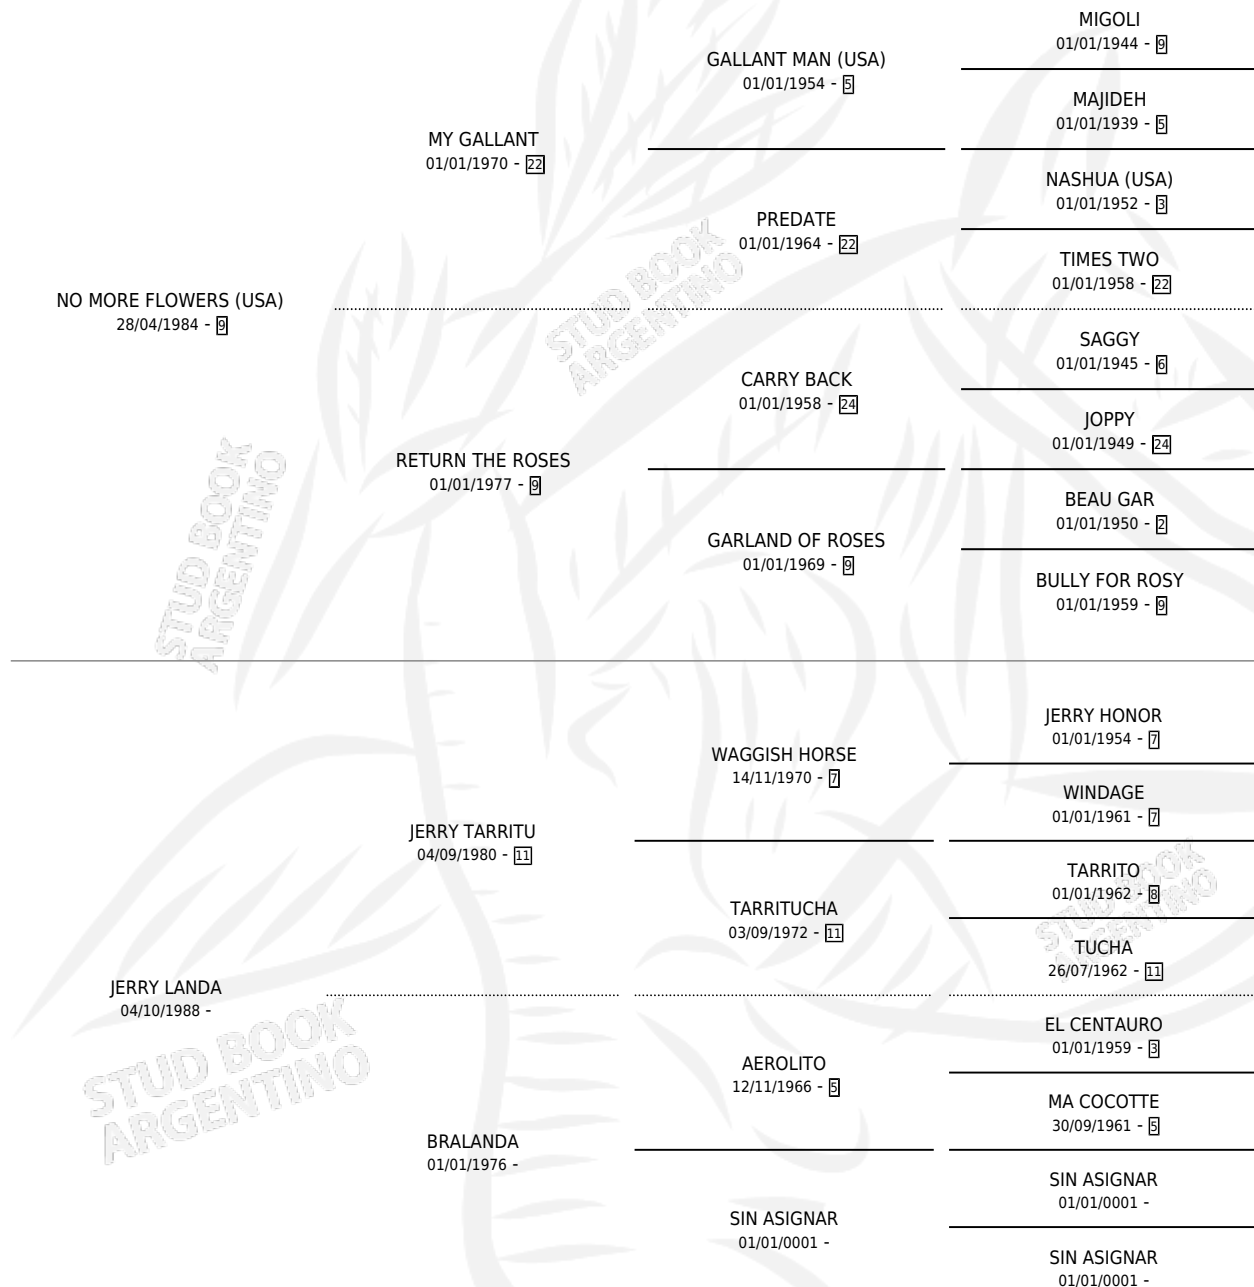 MIGOLI
01/01/1944 - 9
GALLANT MAN (USA)
01/01/1954 - 5
MAJIDEH
01/01/1939 - 5
MY GALLANT
01/01/1970 - 22
NASHUA (USA)
01/01/1952 - 3
PREDATE
01/01/1964 - 22
TIMES TWO
01/01/1958 - 22
NO MORE FLOWERS (USA)
28/04/1984 - 9
SAGGY
01/01/1945 - 6
CARRY BACK
01/01/1958 - 24
JOPPY
01/01/1949 - 24
RETURN THE ROSES
01/01/1977 - 9
BEAU GAR
01/01/1950 - 2
GARLAND OF ROSES
01/01/1969 - 9
BULLY FOR ROSY
01/01/1959 - 9
JERRY HONOR
01/01/1954 - 7
WAGGISH HORSE
14/11/1970 - 7
WINDAGE
01/01/1961 - 7
JERRY TARRITU
04/09/1980 - 11
TARRITO
01/01/1962 - 8
TARRITUCHA
03/09/1972 - 11
TUCHA
26/07/1962 - 11
JERRY LANDA
04/10/1988 -
EL CENTAURO
01/01/1959 - 3
AEROLITO
12/11/1966 - 5
MA COCOTTE
30/09/1961 - 5
BRALANDA
01/01/1976 -
SIN ASIGNAR
01/01/0001 -
SIN ASIGNAR
01/01/0001 -
SIN ASIGNAR
01/01/0001 -
STUD BOOK
ARGENTINO
STUD BOOK
ARGENTINO
STUD BOOK
ARGENTINO
STUD BOOK
ARGENTINO